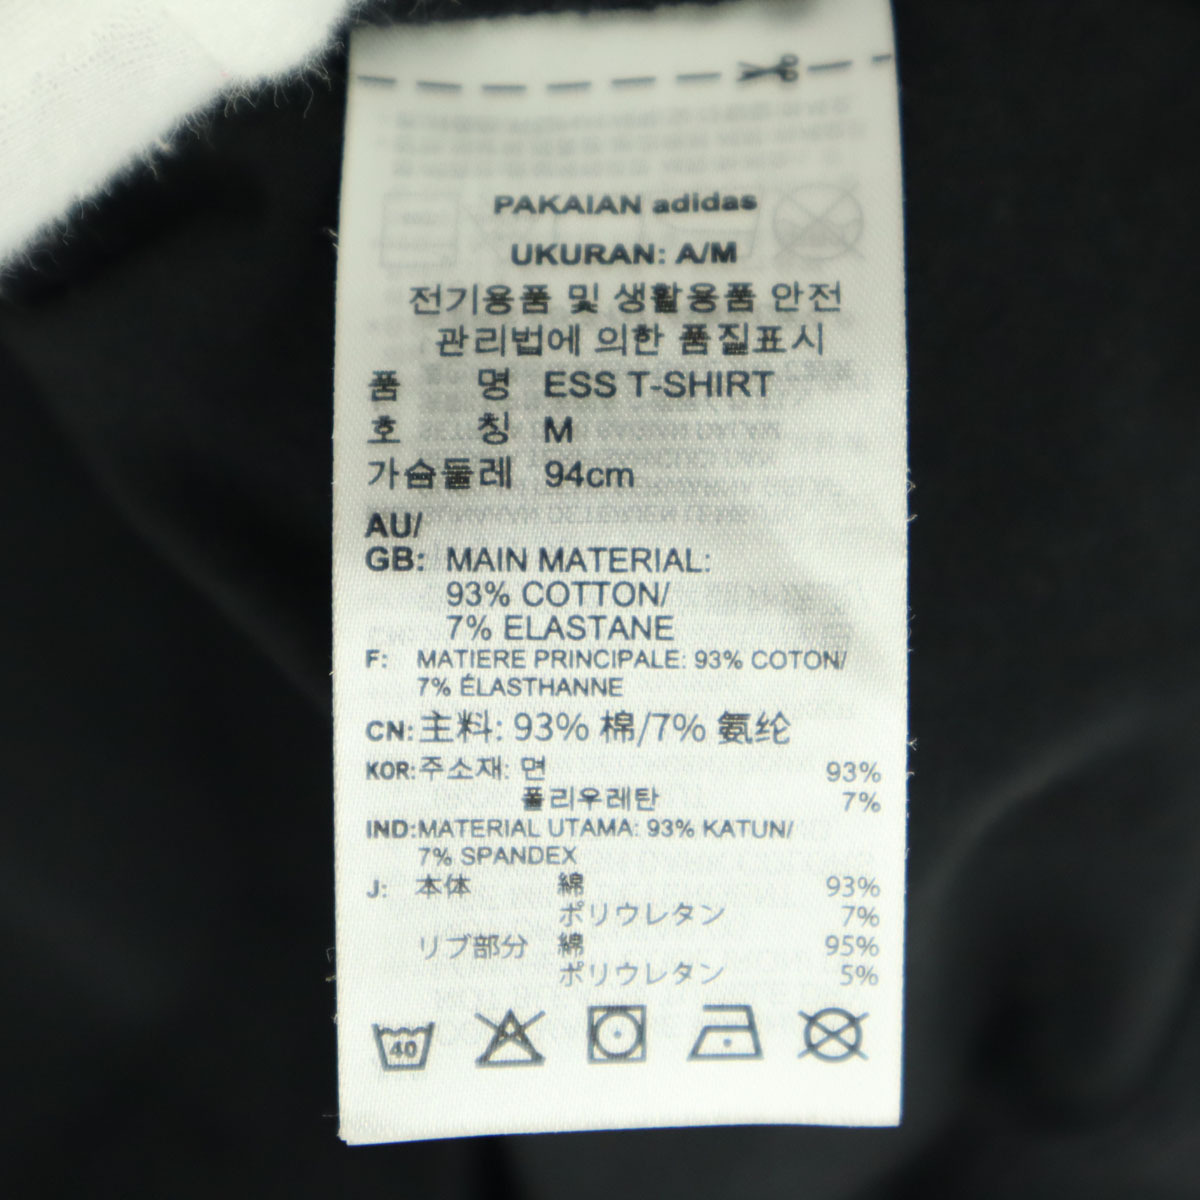 PAKAIAN adidas
UKURAN: A/M
전기용품 및 생활용품 안전
관리법에 의한 품질표시
품 명 ESS T-SHIRT
호 칭 M
가슴둘레 94cm
AU/
GB: MAIN MATERIAL:
93% COTTON/
7% ELASTANE
F: MATIERE PRINCIPALE: 93% COTON/
7% ÉLASTHANNE
CN: 主料: 93% 棉/7% 氨纶
KOR: 주소재: 면 93%
폴리우레탄 7%
IND: MATERIAL UTAMA: 93% KATUN/
7% SPANDEX
J: 本体 綿 93%
ポリウレタン 7%
リブ部分 綿 95%
ポリウレタン 5%
40